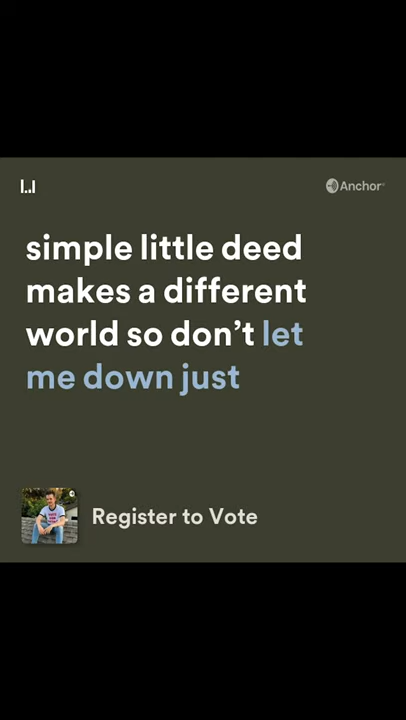 Anchor
simple little deed
makes a different
world so don't let
me down just
Register to Vote